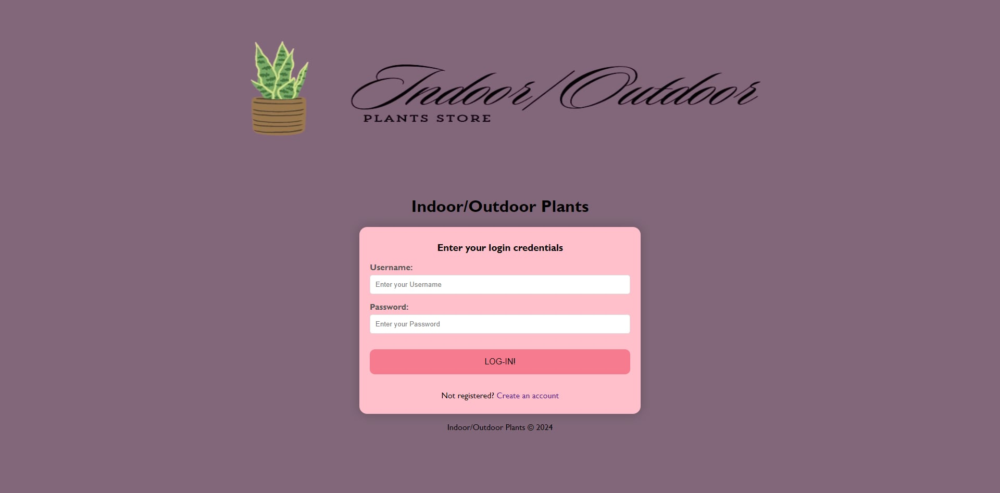 Indoor/Outdoor
PLANTS STORE
Indoor/Outdoor Plants
Enter your login credentials
Username:
Enter your Username
Password:
Enter your Password
LOG-IN!
Not registered? Create an account
Indoor/Outdoor Plants © 2024